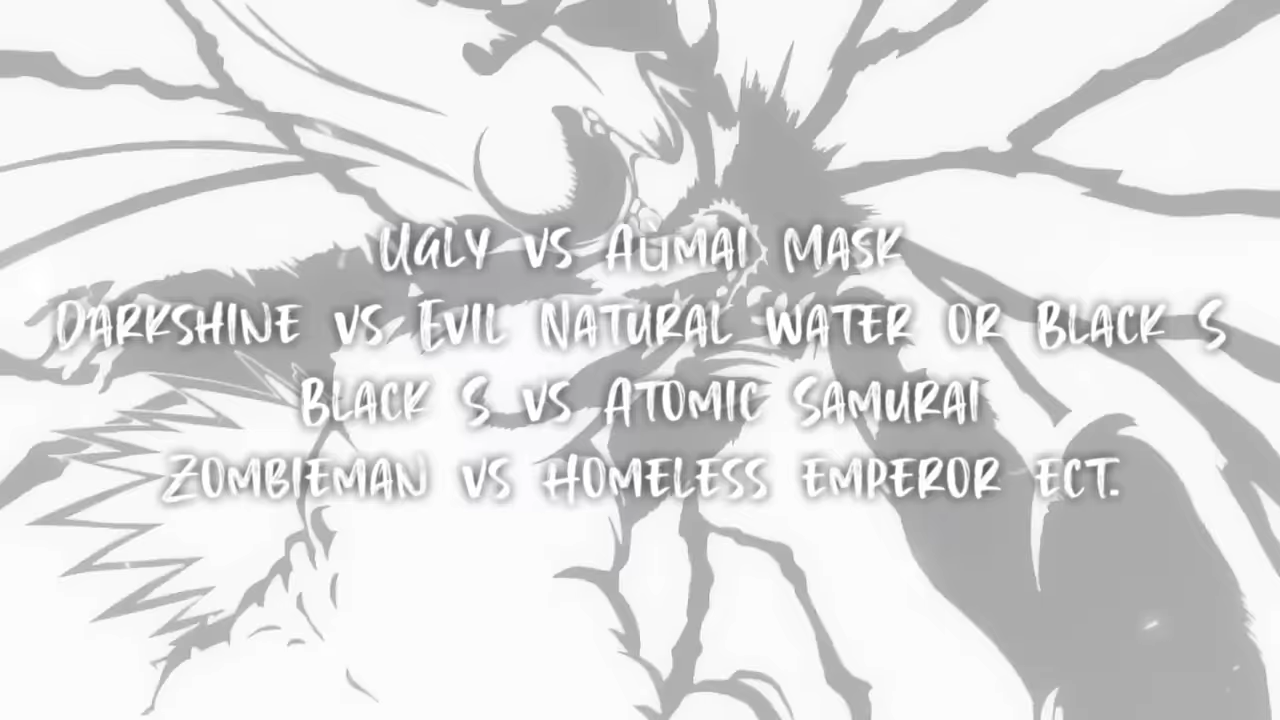 Ugly vs Aumai Mask
Darkshine vs Evil Natural Water or Black S
Black S vs Atomic Samurai
Zombieman vs Homeless emperor ect.